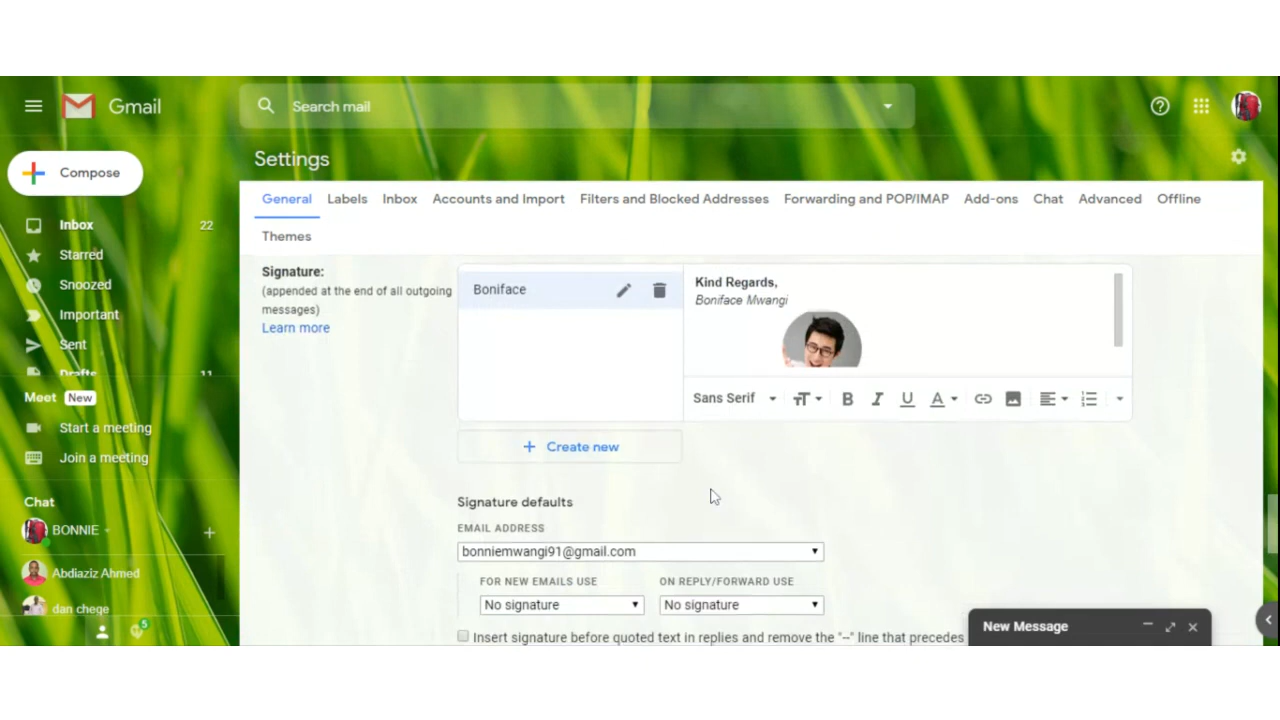 Gmail
Search mail
Compose
Settings
General Labels Inbox Accounts and Import Filters and Blocked Addresses Forwarding and POP/IMAP Add-ons Chat Advanced Offline
Themes
Inbox 22
Starred
Snoozed
Important
Sent
Drafts 11
Meet New
Start a meeting
Join a meeting
Chat
BONNIE
Abdiaziz Ahmed
dan chege
5
Signature:
(appended at the end of all outgoing
messages)
Learn more
Boniface
Kind Regards,
Boniface Mwangi
Sans Serif
Create new
Signature defaults
EMAIL ADDRESS
bonniemwangi91@gmail.com
FOR NEW EMAILS USE ON REPLY/FORWARD USE
No signature No signature
Insert signature before quoted text in replies and remove the "--" line that precedes
New Message